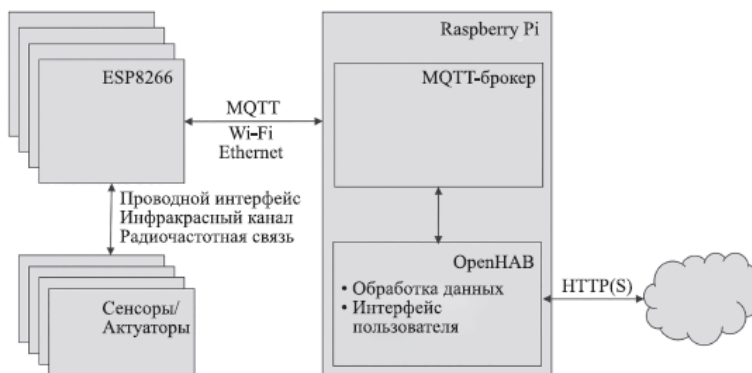 ESP8266
MQTT
Wi-Fi
Ethernet
Проводной интерфейс
Инфракрасный канал
Радиочастотная связь
Сенсоры/
Актуаторы
Raspberry Pi
MQTT-брокер
OpenHAB
• Обработка данных
• Интерфейс
пользователя
HTTP(S)